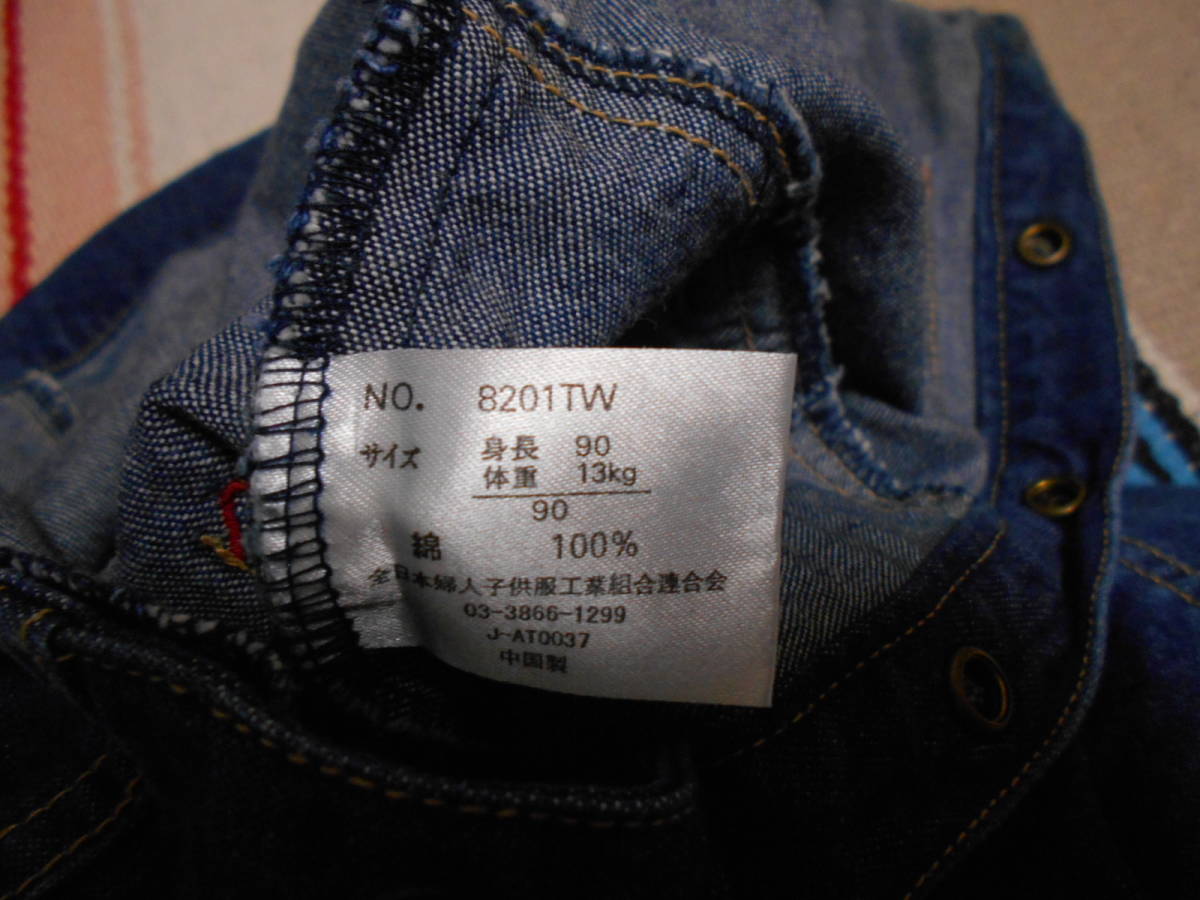 NO. 8201TW
サイズ 身長 90
体重 13kg
90
綿 100%
全日本婦人子供服工業組合連合会
03-3866-1299
J-AT0037
中国製